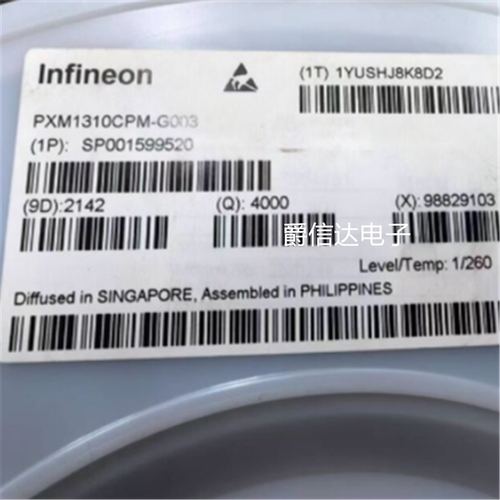 Infineon
(1T) 1YUSHJ8K8D2
PXM1310CPM-G003
(1P): SP001599520
(9D):2142 (Q): 4000 (X): 98829103
爵信达电子
Level/Temp: 1/260
Diffused in SINGAPORE, Assembled in PHILIPPINES